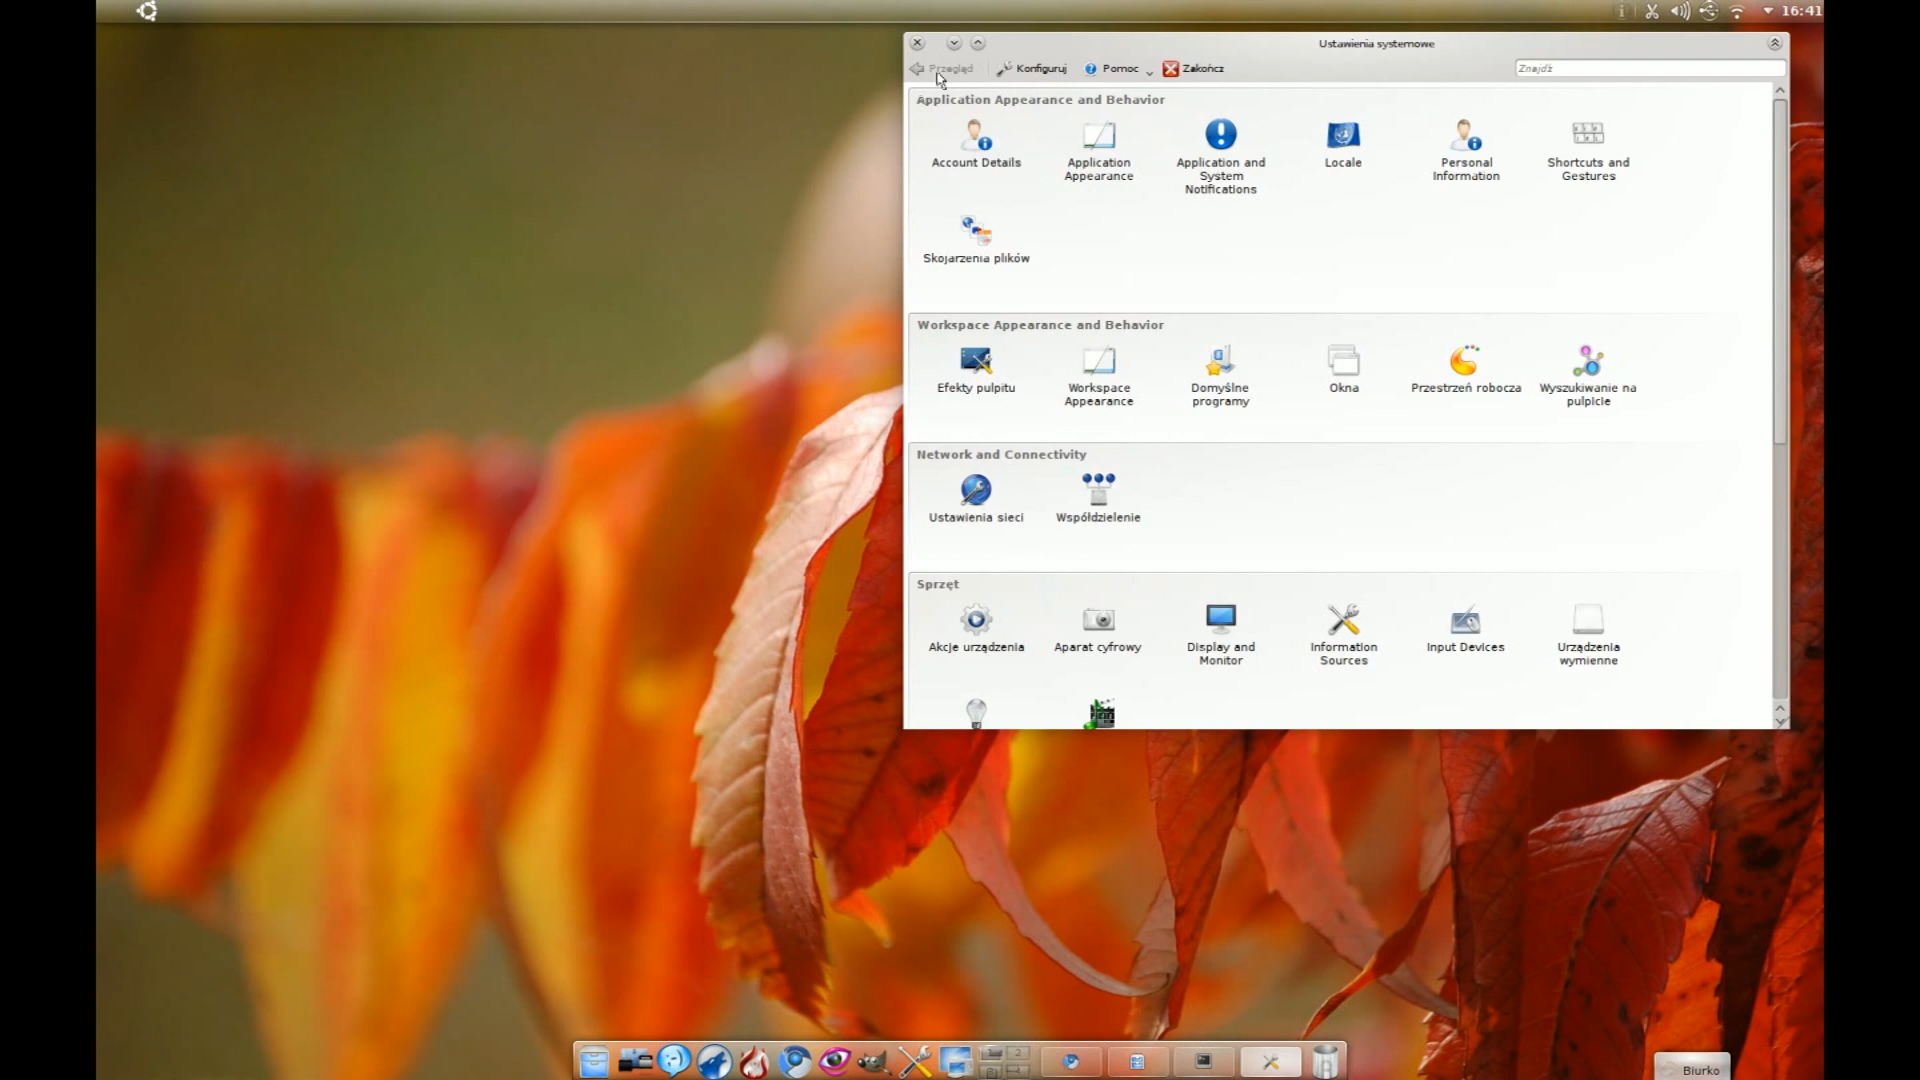 16:41
Ustawienia systemowe
Przegląd Konfiguruj Pomoc Zakończ Znajdź
Application Appearance and Behavior
Account Details
Application Appearance
Application and System Notifications
Locale
Personal Information
Shortcuts and Gestures
Skojarzenia plików
Workspace Appearance and Behavior
Efekty pulpitu
Workspace Appearance
Domyślne programy
Okna
Przestrzeń robocza
Wyszukiwanie na pulpicie
Network and Connectivity
Ustawienia sieci
Współdzielenie
Sprzęt
Akcje urządzenia
Aparat cyfrowy
Display and Monitor
Information Sources
Input Devices
Urządzenia wymienne
2
Biurko